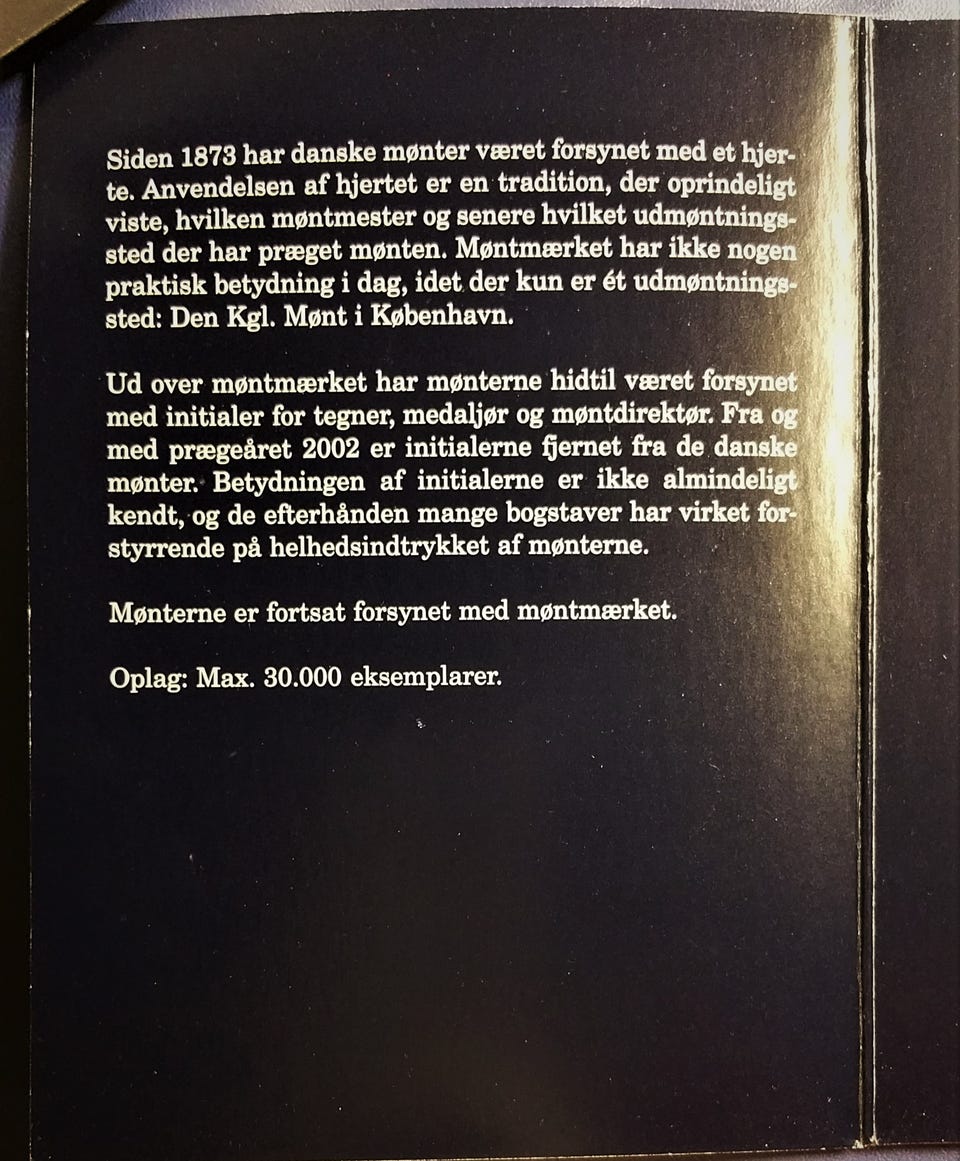 Siden 1873 har danske mønter været forsynet med et hjer-
te. Anvendelsen af hjertet er en tradition, der oprindeligt
viste, hvilken møntmester og senere hvilket udmøntnings-
sted der har præget mønten. Møntmærket har ikke nogen
praktisk betydning i dag, idet der kun er ét udmøntnings-
sted: Den Kgl. Mønt i København.
Ud over møntmærket har mønterne hidtil været forsynet
med initialer for tegner, medaljør og møntdirektør. Fra og
med prægeåret 2002 er initialerne fjernet fra de danske
mønter. Betydningen af initialerne er ikke almindeligt
kendt, og de efterhånden mange bogstaver har virket for-
styrrende på helhedsindtrykket af mønterne.
Mønterne er fortsat forsynet med møntmærket.
Oplag: Max. 30.000 eksemplarer.